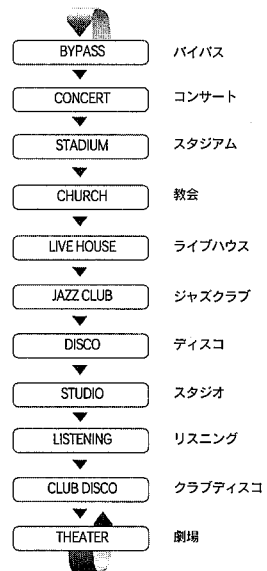 BYPASS バイパス
CONCERT コンサート
STADIUM スタジアム
CHURCH 教会
LIVE HOUSE ライブハウス
JAZZ CLUB ジャズクラブ
DISCO ディスコ
STUDIO スタジオ
LISTENING リスニング
CLUB DISCO クラブディスコ
THEATER 劇場